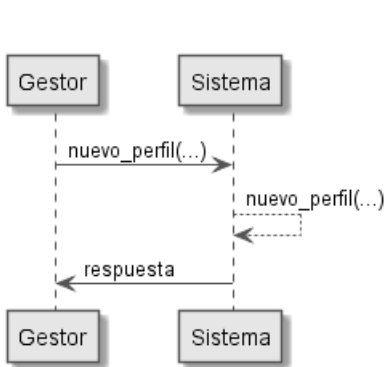 Gestor
Sistema
nuevo_perfil(...)
nuevo_perfil(...)
respuesta
Gestor
Sistema